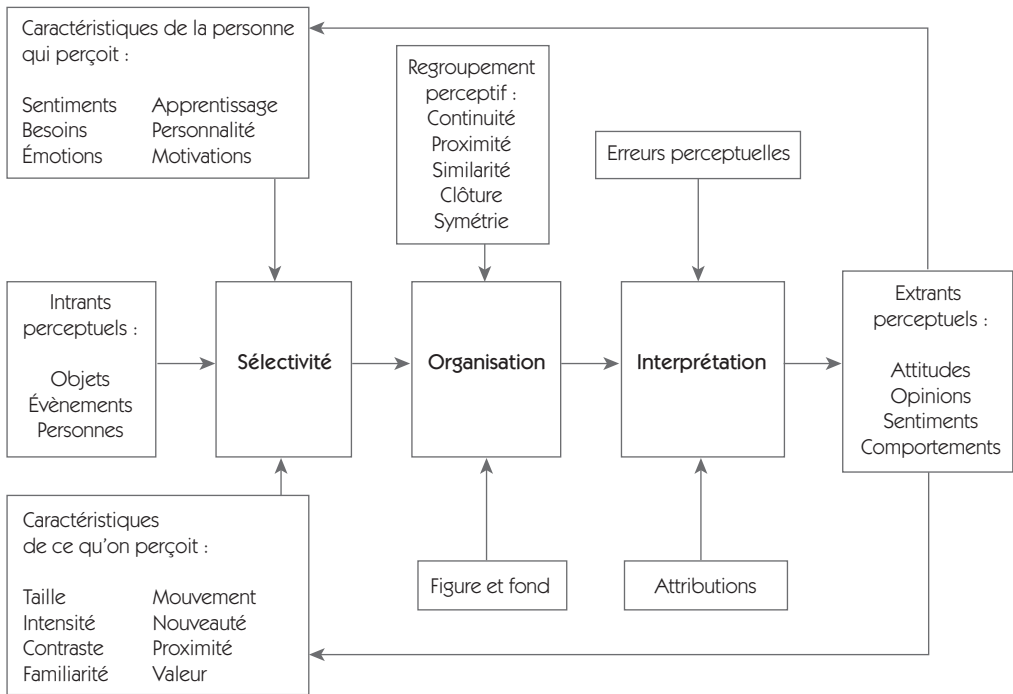 Caractéristiques de la personne
qui perçoit :
Sentiments Apprentissage
Besoins Personnalité
Émotions Motivations
Regroupement
perceptif :
Continuité
Proximité
Similarité
Clôture
Symétrie
Erreurs perceptuelles
Intrants
perceptuels :
Objets
Évènements
Personnes
Sélectivité
Organisation
Interprétation
Extrants
perceptuels :
Attitudes
Opinions
Sentiments
Comportements
Caractéristiques
de ce qu'on perçoit :
Taille Mouvement
Intensité Nouveauté
Contraste Proximité
Familiarité Valeur
Figure et fond
Attributions